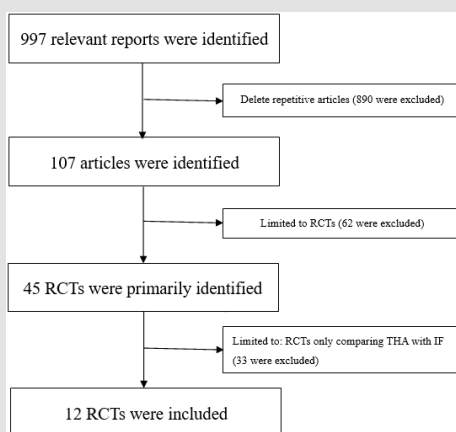 997 relevant reports were identified
Delete repetitive articles (890 were excluded)
107 articles were identified
Limited to RCTs (62 were excluded)
45 RCTs were primarily identified
Limited to: RCTs only comparing THA with IF
(33 were excluded)
12 RCTs were included